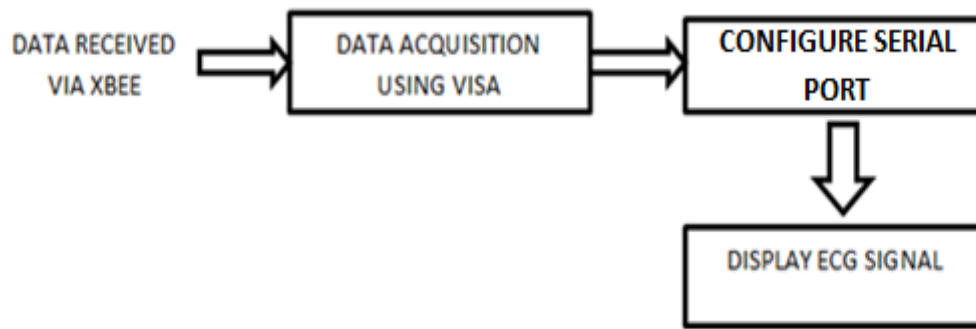 DATA RECEIVED
VIA XBEE
DATA ACQUISITION
USING VISA
CONFIGURE SERIAL
PORT
DISPLAY ECG SIGNAL